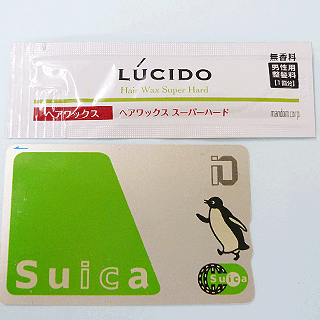 LÚCIDO
Hair Wax Super Hard
ヘアワックス
ヘアワックス スーパーハード
無香料
男性用
整髪料
[1回分]
mandom corp.
Suica
Suica